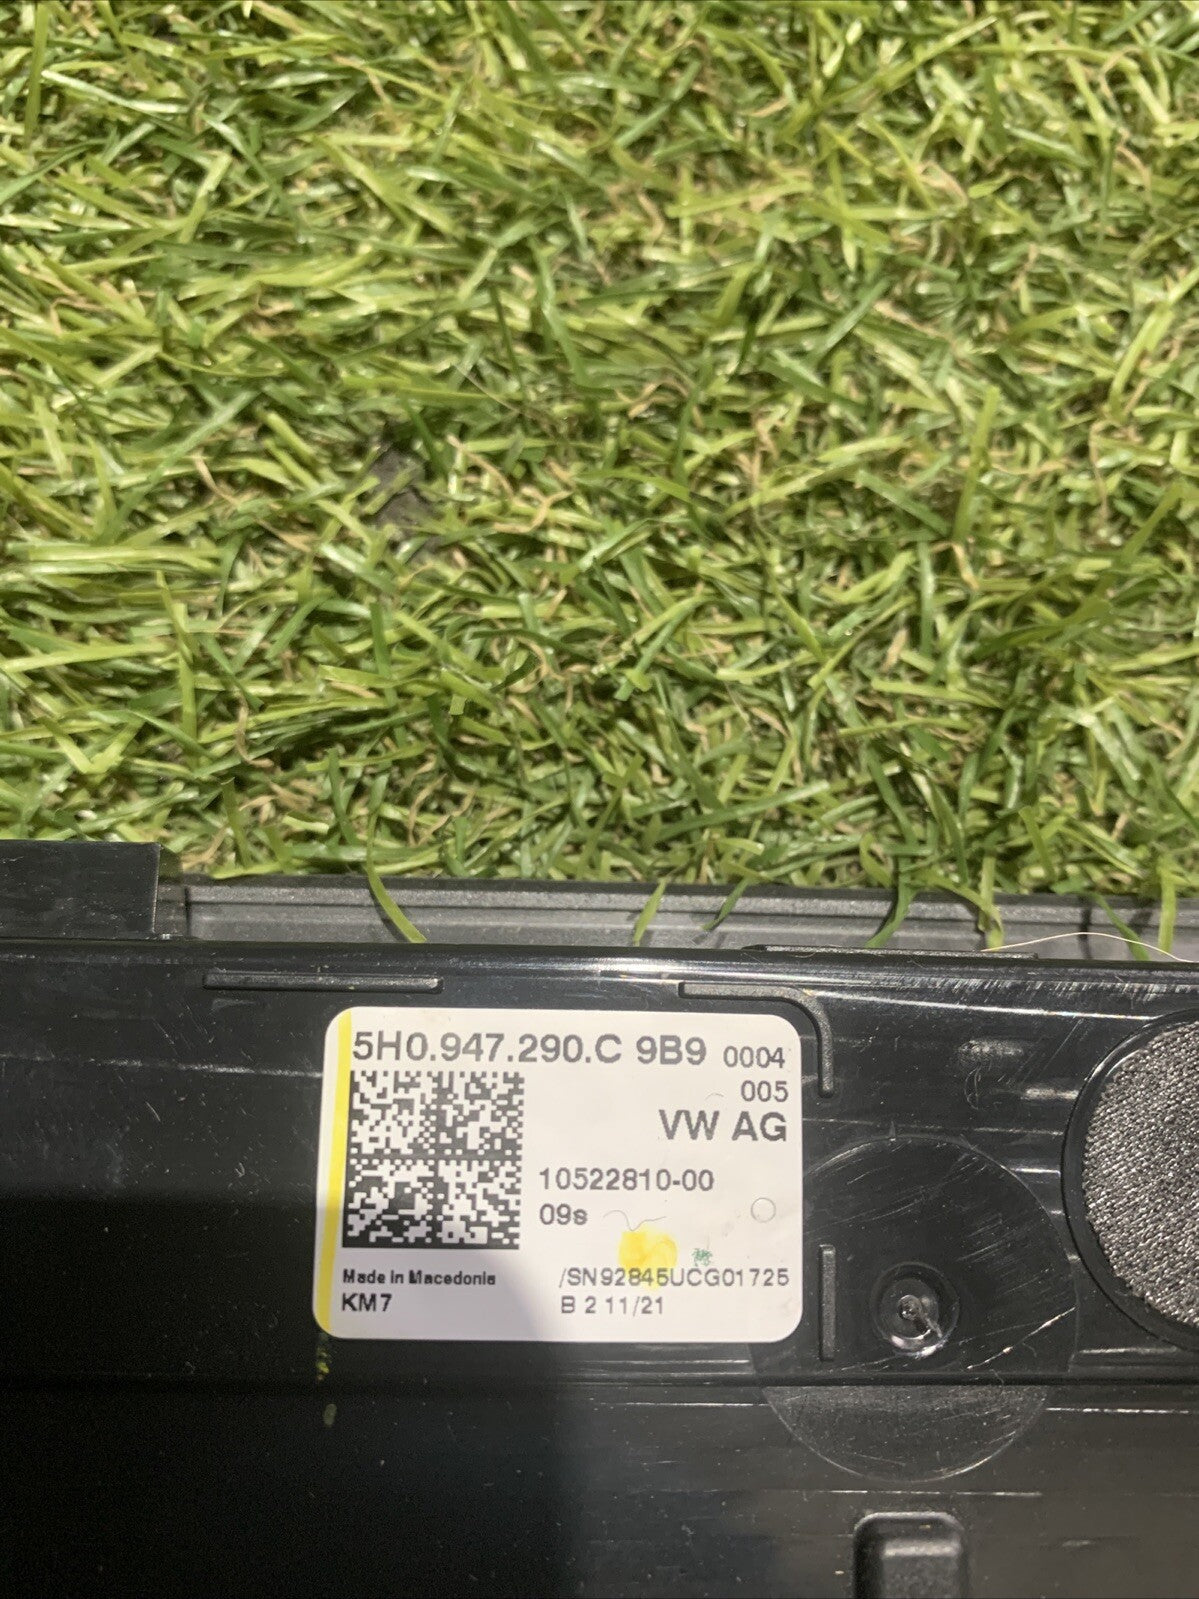 5H0.947.290.C 9B9 0004
005
VW AG
10522810-00
09s
Made in Macedonia
KM7
/SN92845UCG01725
B 2 11/21